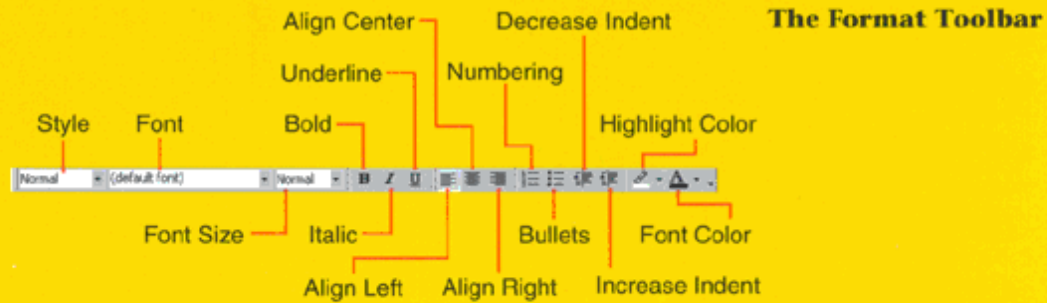 The Format Toolbar
Align Center Decrease Indent
Underline Numbering
Style Font Bold Highlight Color
Normal (default font) Normal B I U A
Font Size Italic Bullets Font Color
Align Left Align Right Increase Indent